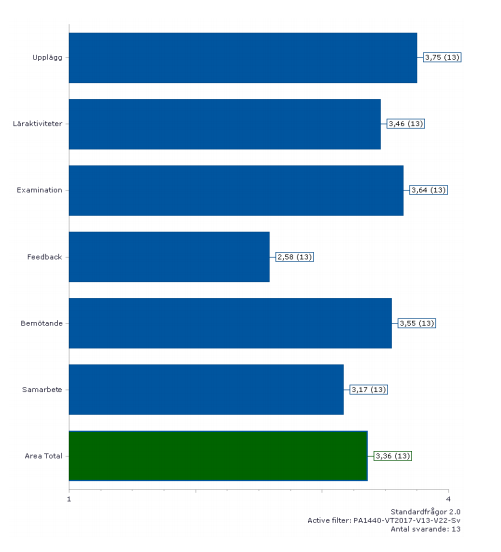 Upplägg
3,75 (13)
Läraktiviteter
3,46 (13)
Examination
3,64 (13)
Feedback
2,58 (13)
Bemötande
3,55 (13)
Samarbete
3,17 (13)
Area Total
3,36 (13)
1
4
Standardfrågor 2.0
Active filter: PA1440-VT2017-V13-V22-Sv
Antal svarande: 13